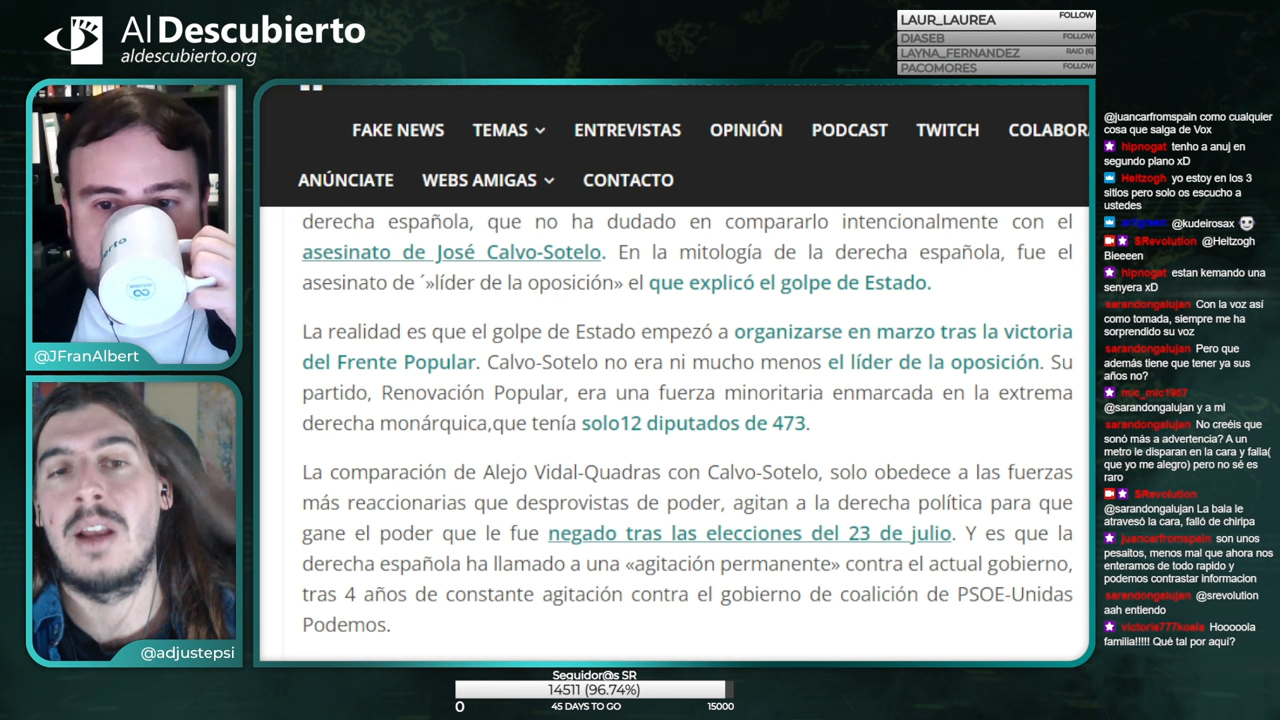 Al Descubierto
aldescubierto.org
LAUR_LAUREA FOLLOW
DIASEB FOLLOW
LAYNA_FERNANDEZ RAID (6)
PACOMORES FOLLOW
FAKE NEWS TEMAS ENTREVISTAS OPINIÓN PODCAST TWITCH COLABORA
ANÚNCIATE WEBS AMIGAS CONTACTO
derecha española, que no ha dudado en compararlo intencionalmente con el
asesinato de José Calvo-Sotelo. En la mitología de la derecha española, fue el
asesinato de ´»líder de la oposición» el que explicó el golpe de Estado.
La realidad es que el golpe de Estado empezó a organizarse en marzo tras la victoria
del Frente Popular. Calvo-Sotelo no era ni mucho menos el líder de la oposición. Su
partido, Renovación Popular, era una fuerza minoritaria enmarcada en la extrema
derecha monárquica,que tenía solo12 diputados de 473.
La comparación de Alejo Vidal-Quadras con Calvo-Sotelo, solo obedece a las fuerzas
más reaccionarias que desprovistas de poder, agitan a la derecha política para que
gane el poder que le fue negado tras las elecciones del 23 de julio. Y es que la
derecha española ha llamado a una «agitación permanente» contra el actual gobierno,
tras 4 años de constante agitación contra el gobierno de coalición de PSOE-Unidas
Podemos.
@JFranAlbert
@adjustepsi
@juancarfromspain como cualquier
cosa que salga de Vox
hipnogat tenho a anuj en
segundo plano xD
Heitzogh yo estoy en los 3
sitios pero solo os escucho a
ustedes
@kudeirosax
SRevolution @Heitzogh
Bleeeen
hipnogat estan kemando una
senyera xD
sarandongalujan Con la voz así
como tomada, siempre me ha
sorprendido su voz
sarandongalujan Pero que
además tiene que tener ya sus
años no?
mic_mic1967
@sarandongalujan y a mi
sarandongalujan No creéis que
sonó más a advertencia? A un
metro le disparan en la cara y falla(
que yo me alegro) pero no sé es
raro
SRevolution
@sarandongalujan La bala le
atravesó la cara, falló de chiripa
juancarfromspain son unos
pesaitos, menos mal que ahora nos
enteramos de todo rapido y
podemos contrastar informacion
sarandongalujan @srevolution
aah entiendo
victoria777koala Hooooola
familia!!!!! Qué tal por aquí?
Seguidor@s SR
14511 (96.74%)
0 45 DAYS TO GO 15000